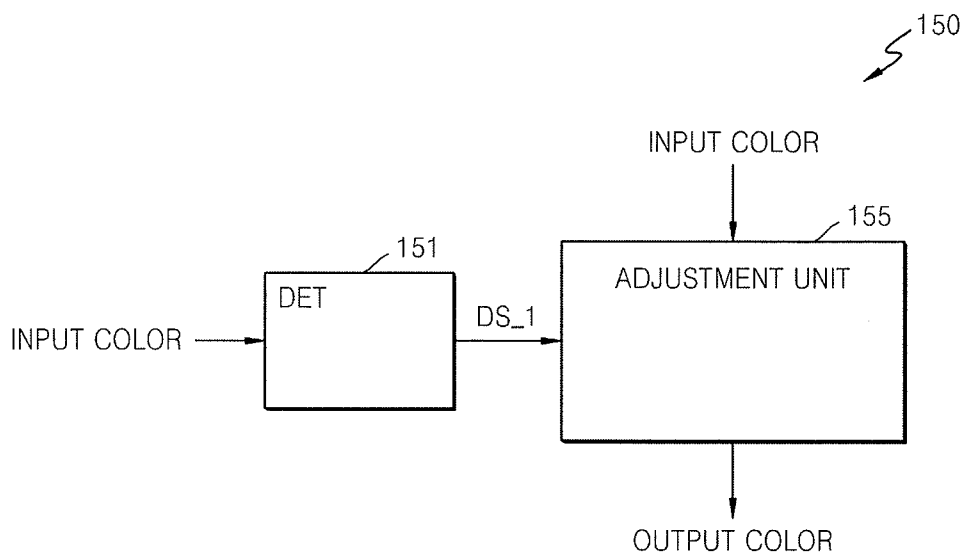 150
INPUT COLOR
155
ADJUSTMENT UNIT
151
DET
DS_1
INPUT COLOR
OUTPUT COLOR